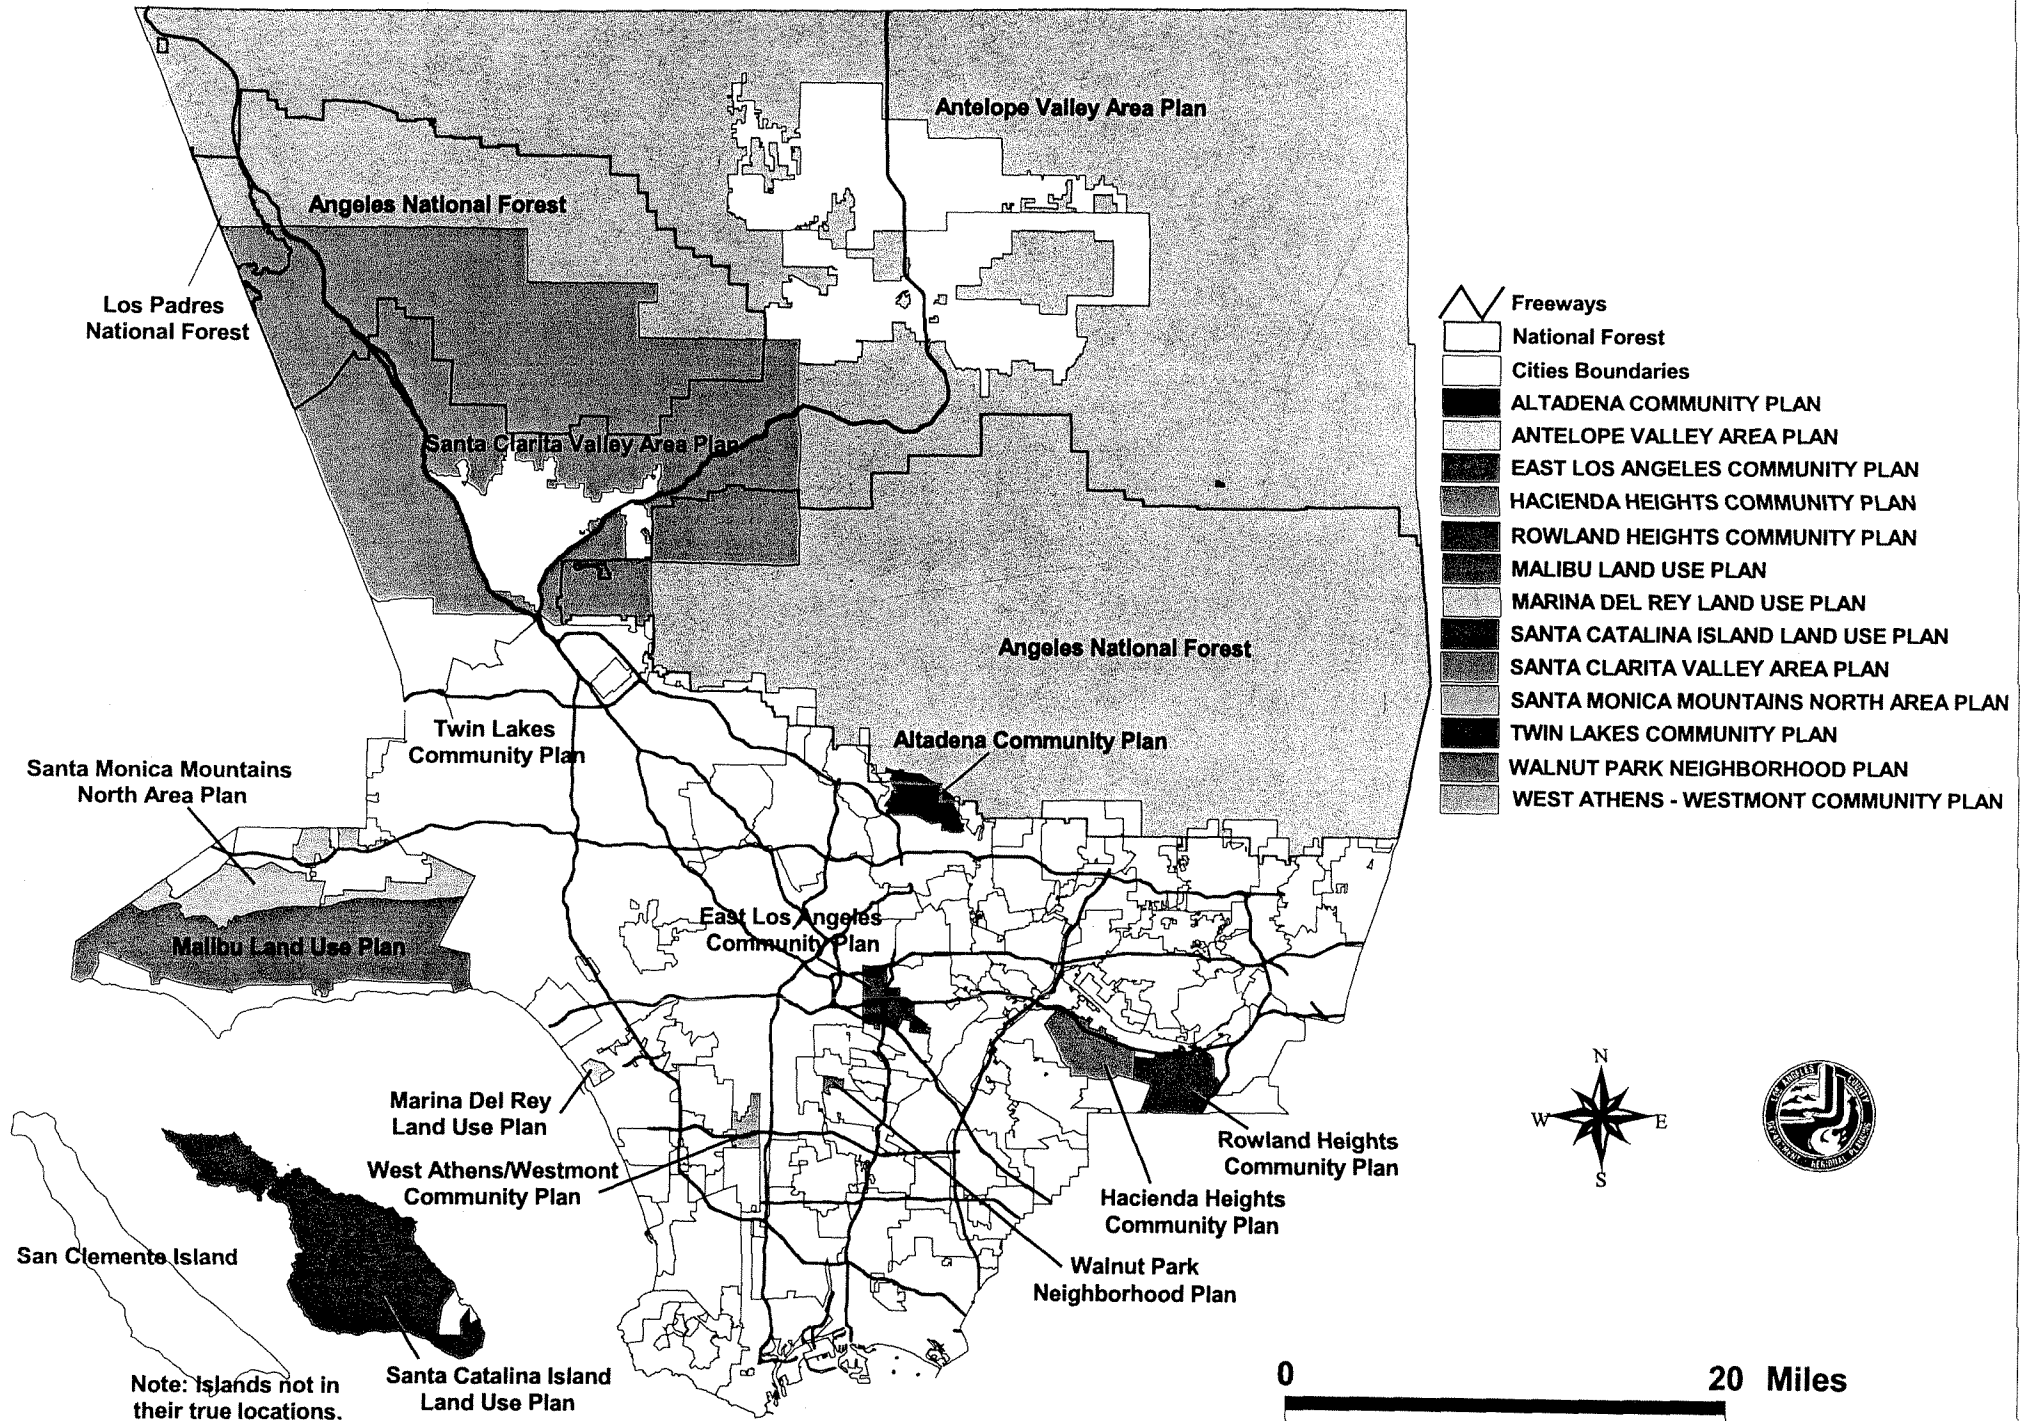 Antelope Valley Area Plan
Angeles National Forest
Los Padres
National Forest
Santa Clarita Valley Area Plan
Angeles National Forest
Twin Lakes
Community Plan
Altadena Community Plan
Santa Monica Mountains
North Area Plan
East Los Angeles
Community Plan
Malibu Land Use Plan
Marina Del Rey
Land Use Plan
West Athens/Westmont
Community Plan
Rowland Heights
Community Plan
Hacienda Heights
Community Plan
Walnut Park
Neighborhood Plan
San Clemente Island
Santa Catalina Island
Land Use Plan
Note: Islands not in
their true locations.
Freeways
National Forest
Cities Boundaries
ALTADENA COMMUNITY PLAN
ANTELOPE VALLEY AREA PLAN
EAST LOS ANGELES COMMUNITY PLAN
HACIENDA HEIGHTS COMMUNITY PLAN
ROWLAND HEIGHTS COMMUNITY PLAN
MALIBU LAND USE PLAN
MARINA DEL REY LAND USE PLAN
SANTA CATALINA ISLAND LAND USE PLAN
SANTA CLARITA VALLEY AREA PLAN
SANTA MONICA MOUNTAINS NORTH AREA PLAN
TWIN LAKES COMMUNITY PLAN
WALNUT PARK NEIGHBORHOOD PLAN
WEST ATHENS - WESTMONT COMMUNITY PLAN
N
W E
S
LOS ANGELES COUNTY
DEPARTMENT REGIONAL PLANNING
0 20 Miles